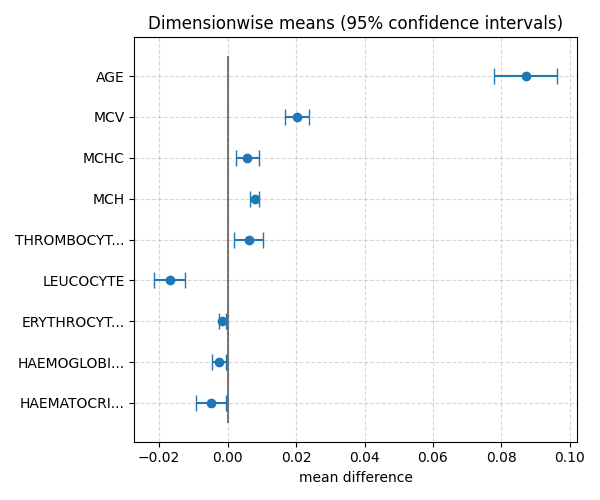 Dimensionwise means (95% confidence intervals)
AGE
MCV
MCHC
MCH
THROMBOCYT...
LEUCOCYTE
ERYTHROCYT...
HAEMOGLOBI...
HAEMATOCRI...
−0.02 0.00 0.02 0.04 0.06 0.08 0.10
mean difference